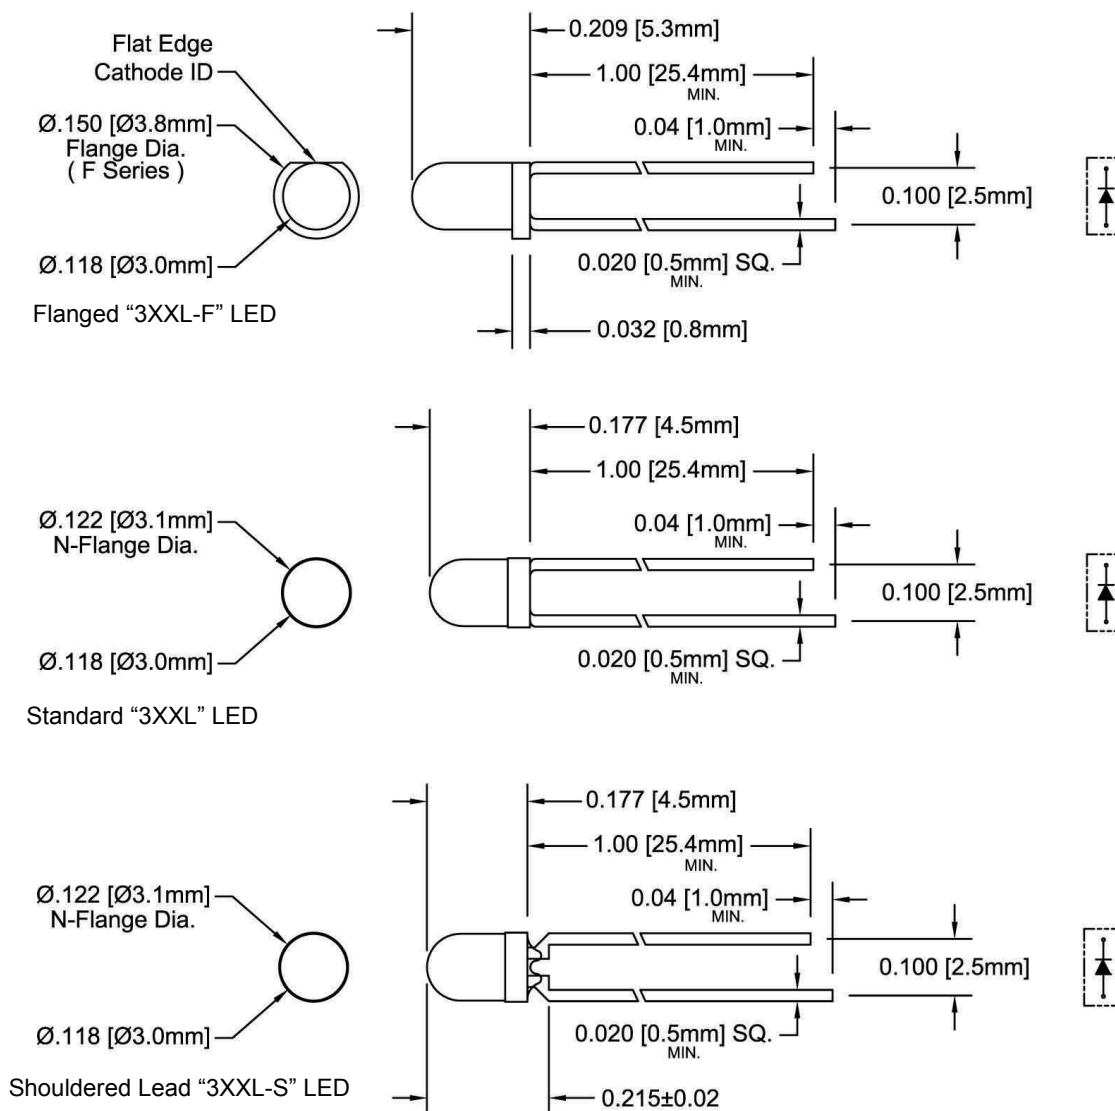 Flat Edge
Cathode ID
Ø.150 [Ø3.8mm]
Flange Dia.
( F Series )
Ø.118 [Ø3.0mm]
Flanged “3XXL-F” LED
0.209 [5.3mm]
1.00 [25.4mm]
MIN.
0.04 [1.0mm]
MIN.
0.100 [2.5mm]
0.020 [0.5mm] SQ.
MIN.
0.032 [0.8mm]
Ø.122 [Ø3.1mm]
N-Flange Dia.
Ø.118 [Ø3.0mm]
Standard “3XXL” LED
0.177 [4.5mm]
1.00 [25.4mm]
0.04 [1.0mm]
MIN.
0.100 [2.5mm]
0.020 [0.5mm] SQ.
MIN.
Ø.122 [Ø3.1mm]
N-Flange Dia.
Ø.118 [Ø3.0mm]
Shouldered Lead “3XXL-S” LED
0.177 [4.5mm]
1.00 [25.4mm]
MIN.
0.04 [1.0mm]
MIN.
0.100 [2.5mm]
0.020 [0.5mm] SQ.
MIN.
0.215±0.02